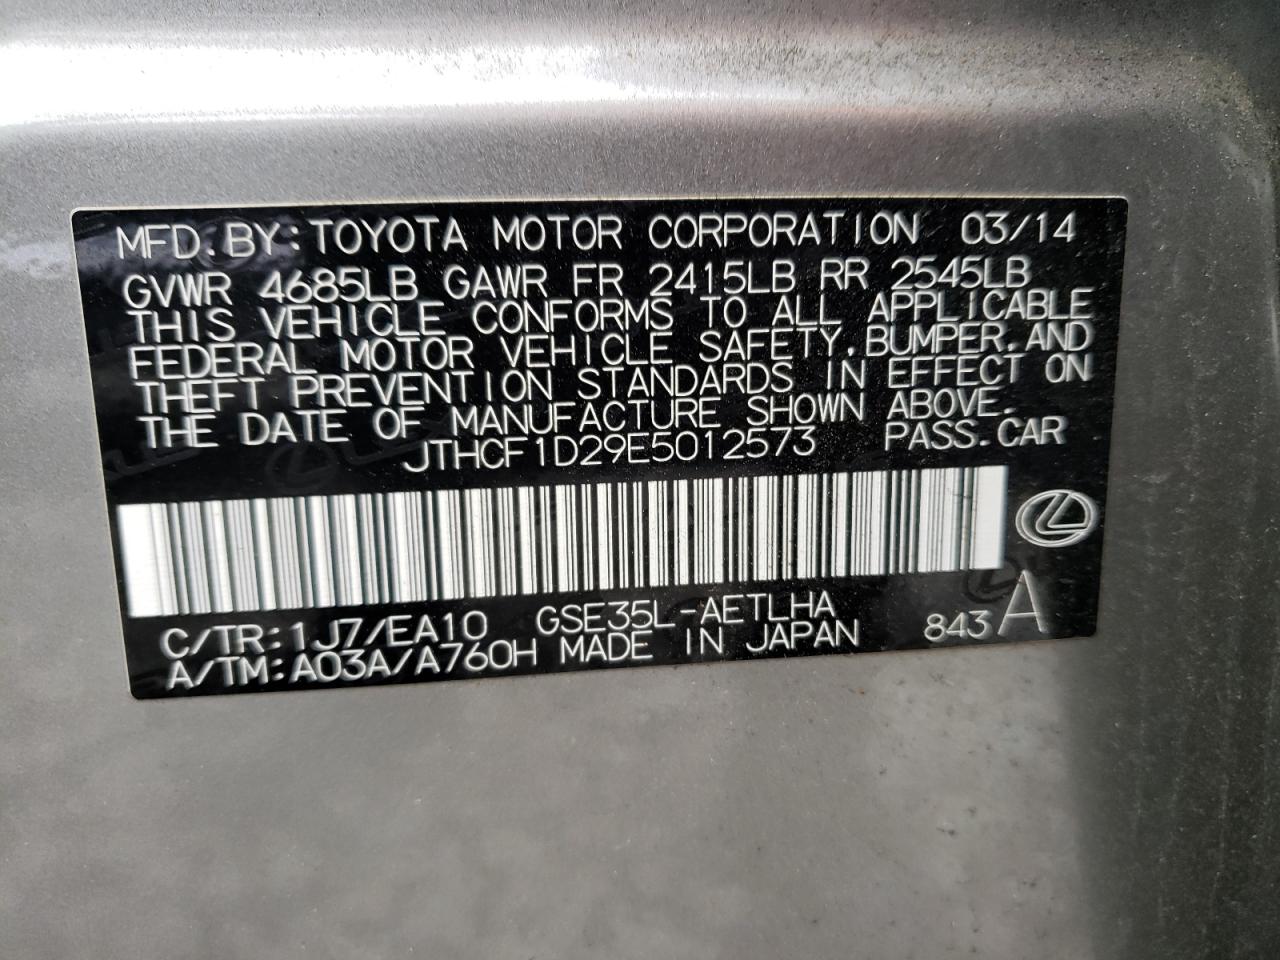 MFD. BY: TOYOTA MOTOR CORPORATION 03/14
GVWR 4685LB GAWR FR 2415LB RR 2545LB
THIS VEHICLE CONFORMS TO ALL APPLICABLE
FEDERAL MOTOR VEHICLE SAFETY, BUMPER, AND
THEFT PREVENTION STANDARDS IN EFFECT ON
THE DATE OF MANUFACTURE SHOWN ABOVE.
JTHCF1D29E5012573 PASS. CAR
C/TR: 1J7/EA10 GSE35L-AETLHA
A/TM: A03A/A760H MADE IN JAPAN 843 A